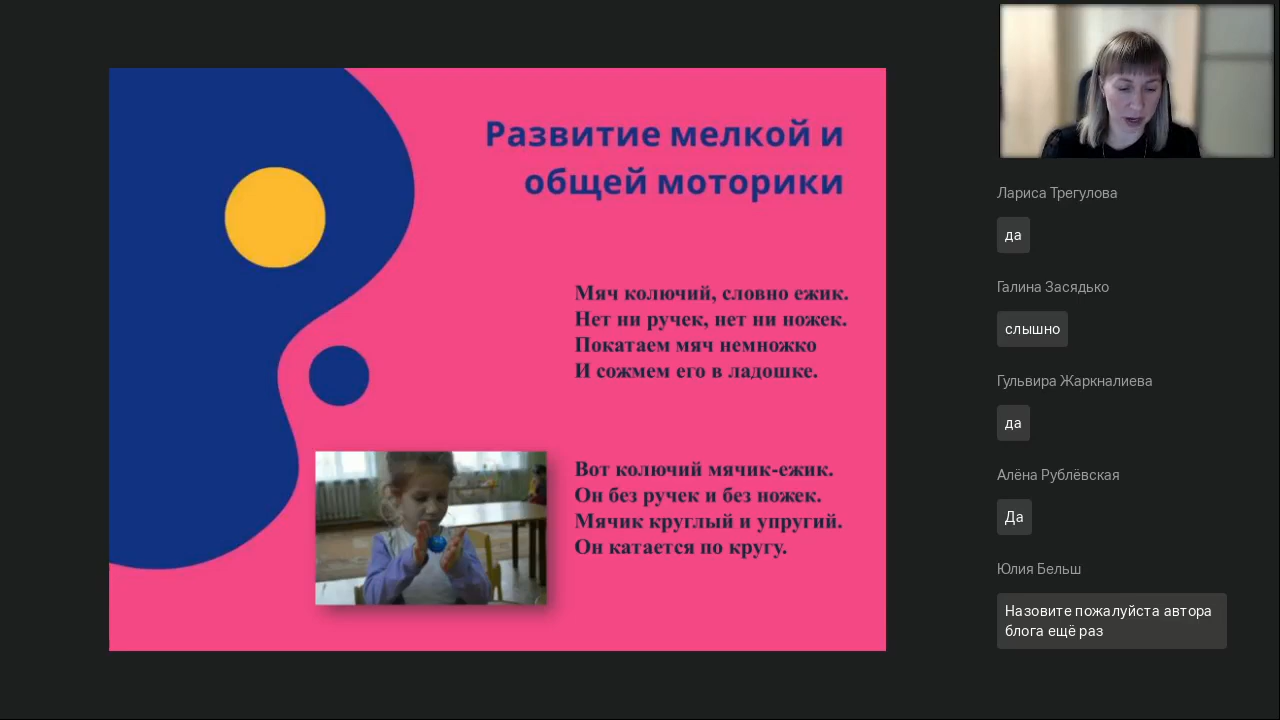 Развитие мелкой и
общей моторики
Мяч колючий, словно ежик.
Нет ни ручек, нет ни ножек.
Покатаем мяч немножко
И сожмем его в ладошке.
Вот колючий мячик-ежик.
Он без ручек и без ножек.
Мячик круглый и упругий.
Он катается по кругу.
Лариса Трегулова
да
Галина Засядько
слышно
Гульвира Жаркналиева
да
Алёна Рублёвская
Да
Юлия Бельш
Назовите пожалуйста автора
блога ещё раз